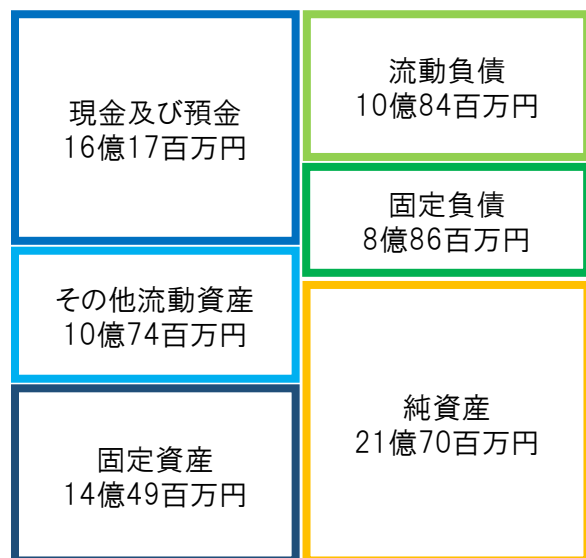 現金及び預金
16億17百万円
その他流動資産
10億74百万円
固定資産
14億49百万円
流動負債
10億84百万円
固定負債
8億86百万円
純資産
21億70百万円